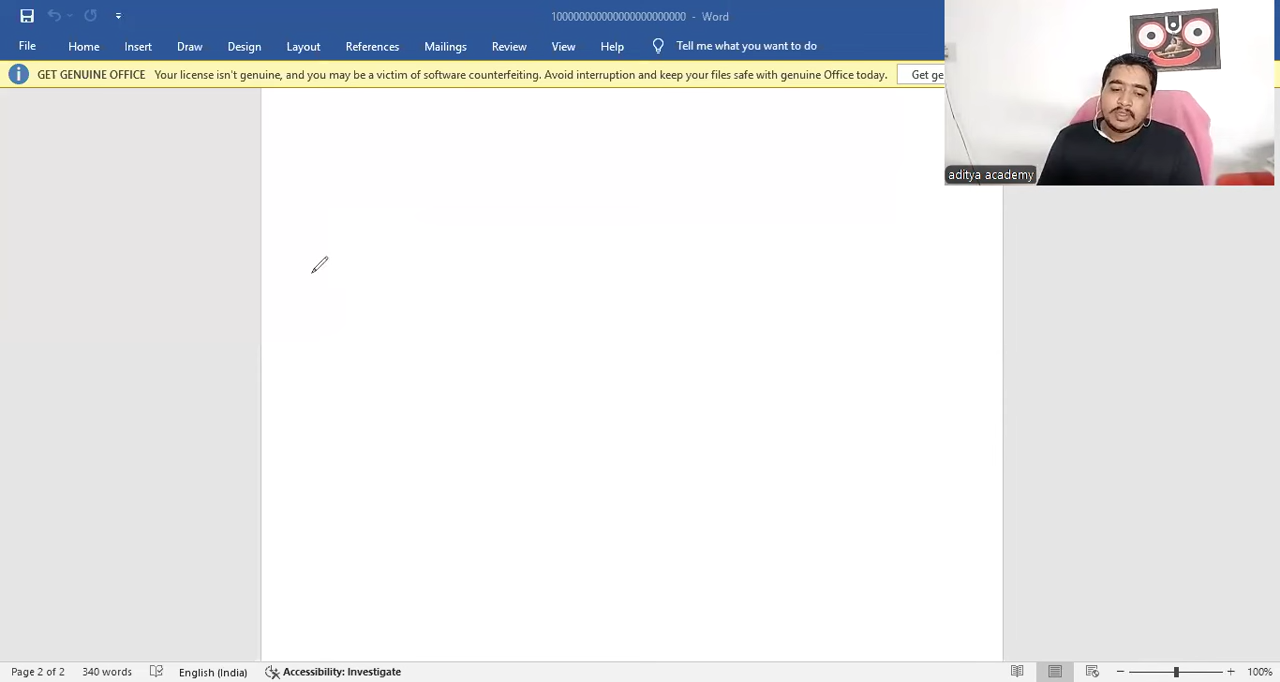 10000000000000000000000 - Word
File Home Insert Draw Design Layout References Mailings Review View Help Tell me what you want to do
GET GENUINE OFFICE Your license isn't genuine, and you may be a victim of software counterfeiting. Avoid interruption and keep your files safe with genuine Office today. Get ge
aditya academy
Page 2 of 2 340 words English (India) Accessibility: Investigate 100%